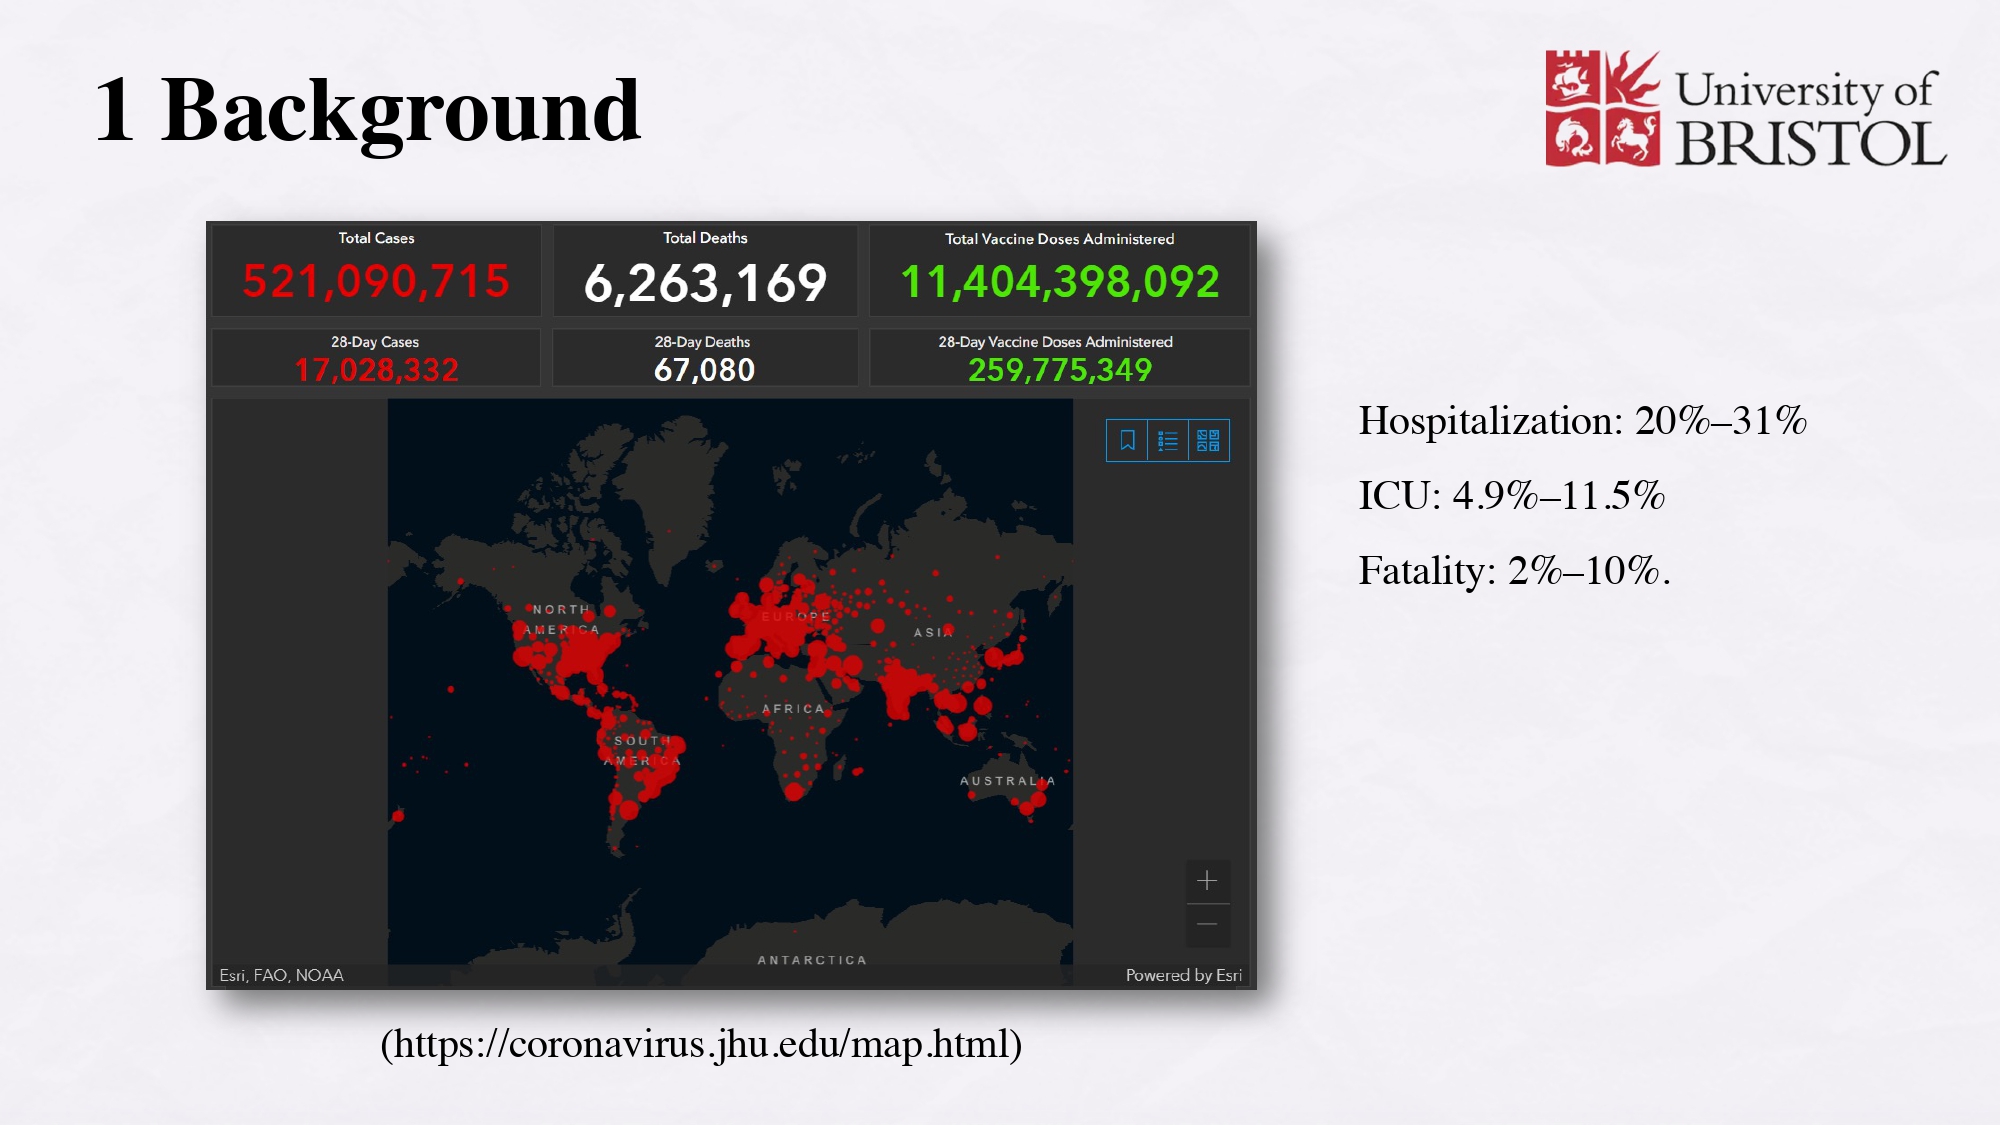 1 Background
University of
BRISTOL
Total Cases
521,090,715
Total Deaths
6,263,169
Total Vaccine Doses Administered
11,404,398,092
28-Day Cases
17,028,332
28-Day Deaths
67,080
28-Day Vaccine Doses Administered
259,775,349
NORTH
AMERICA
EUROPE
ASIA
AFRICA
SOUTH
AMERICA
AUSTRALIA
ANTARCTICA
Esri, FAO, NOAA
Powered by Esri
Hospitalization: 20%–31%
ICU: 4.9%–11.5%
Fatality: 2%–10%.
(https://coronavirus.jhu.edu/map.html)